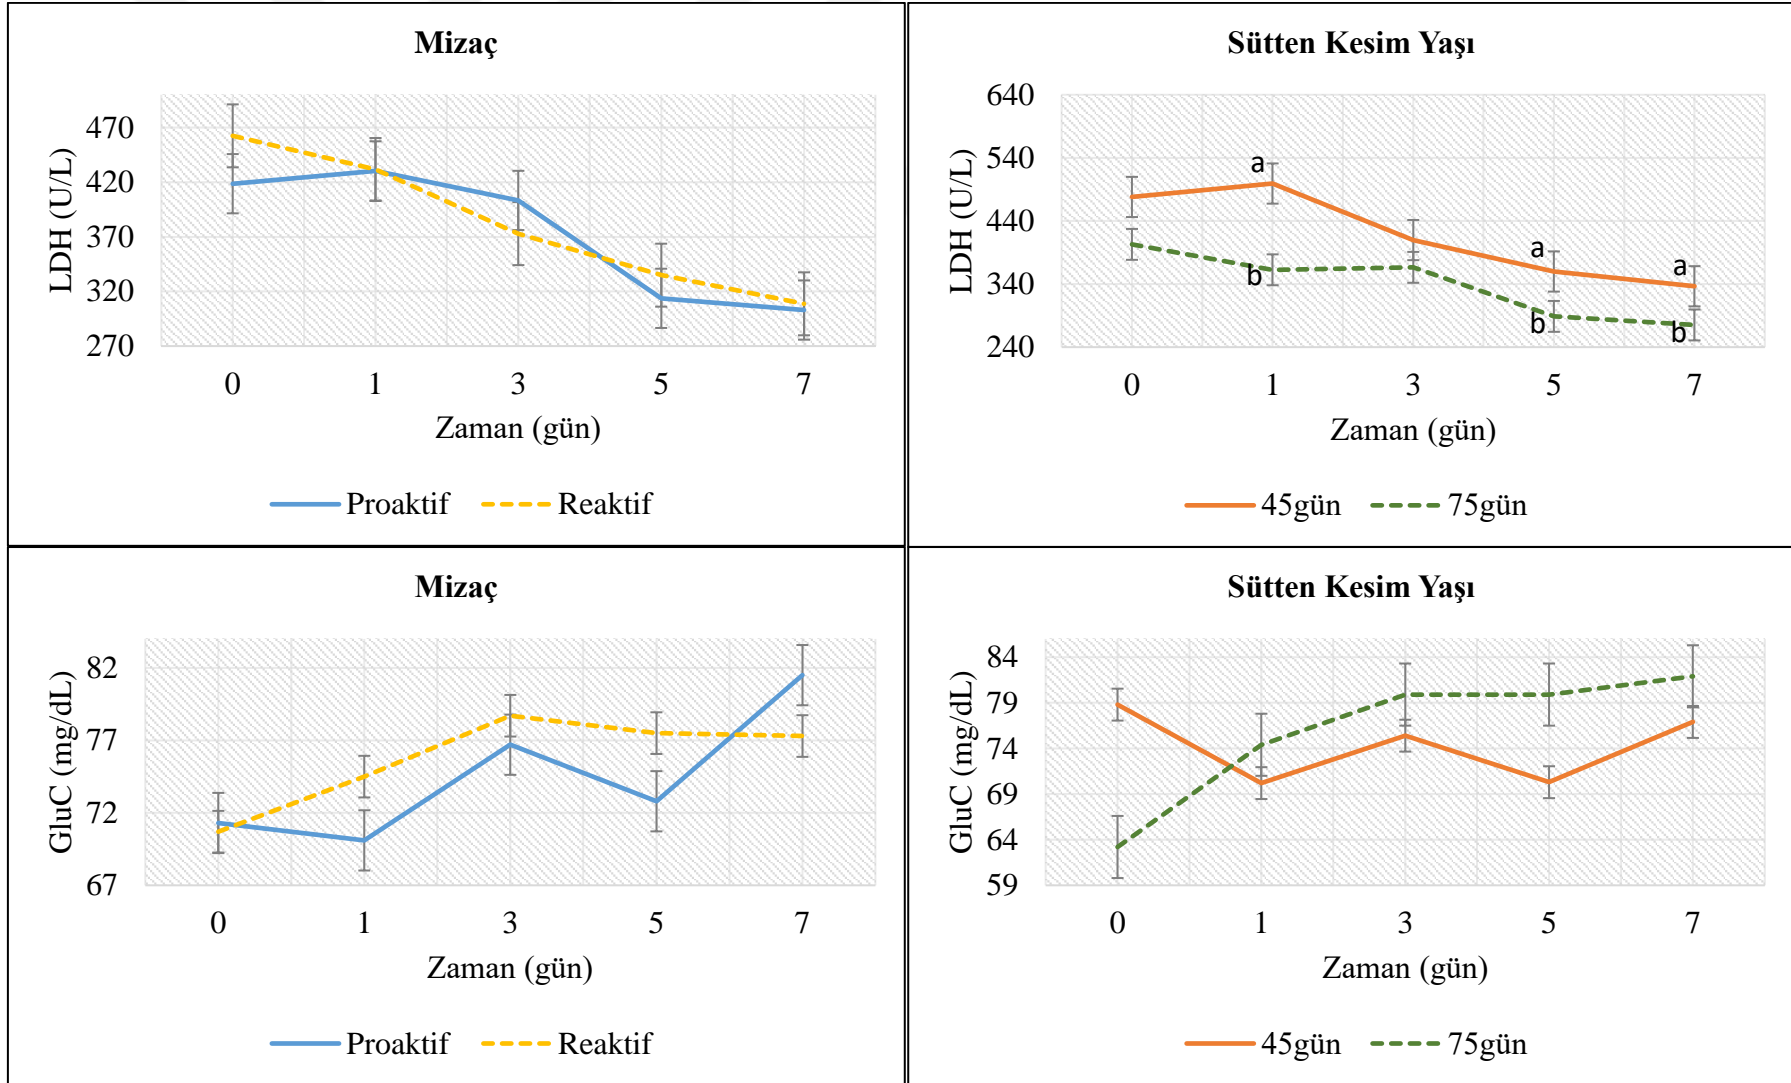 Mizaç
LDH (U/L)
470
420
370
320
270
0 1 3 5 7
Zaman (gün)
Proaktif Reaktif
Sütten Kesim Yaşı
LDH (U/L)
640
540
440
340
240
a
a
a
b
b
b
0 1 3 5 7
Zaman (gün)
45gün 75gün
Mizaç
GluC (mg/dL)
82
77
72
67
0 1 3 5 7
Zaman (gün)
Proaktif Reaktif
Sütten Kesim Yaşı
GluC (mg/dL)
84
79
74
69
64
59
0 1 3 5 7
Zaman (gün)
45gün 75gün